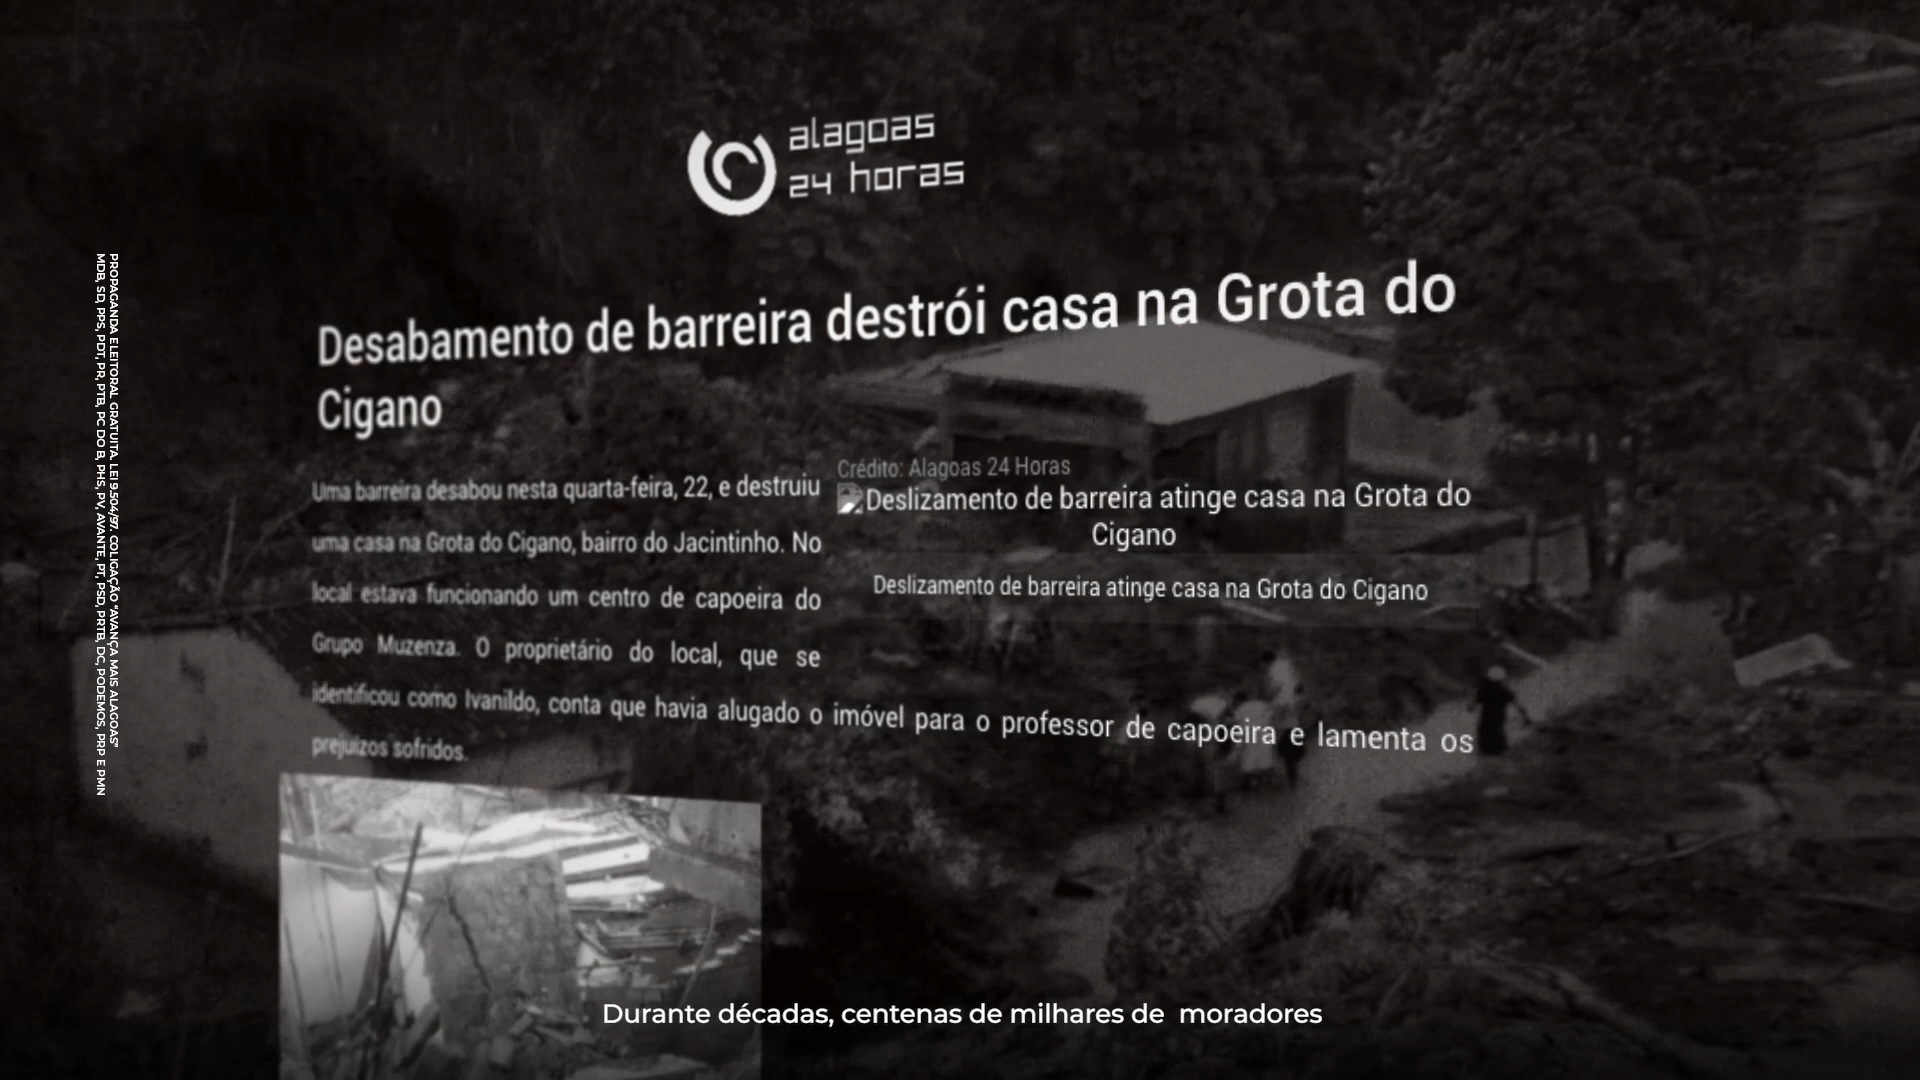 alagoas
24 horas
Desabamento de barreira destrói casa na Grota do
Cigano
Uma barreira desabou nesta quarta-feira, 22, e destruiu
uma casa na Grota do Cigano, bairro do Jacintinho. No
local estava funcionando um centro de capoeira do
Grupo Muzenza. O proprietário do local, que se
identificou como Ivanildo, conta que havia alugado o imóvel para o professor de capoeira e lamenta os
prejuízos sofridos.
Crédito: Alagoas 24 Horas
Deslizamento de barreira atinge casa na Grota do
Cigano
Deslizamento de barreira atinge casa na Grota do Cigano
PROPAGANDA ELEITORAL GRATUITA. LEI 9.504/97. COLIGAÇÃO "AVANÇA MAIS ALAGOAS"
MDB, SD, PPS, PDT, PR, PTB, PC DO B, PHS, PV, AVANTE, PT, PSD, PRTB, DC, PODEMOS, PRP E PMN
Durante décadas, centenas de milhares de  moradores